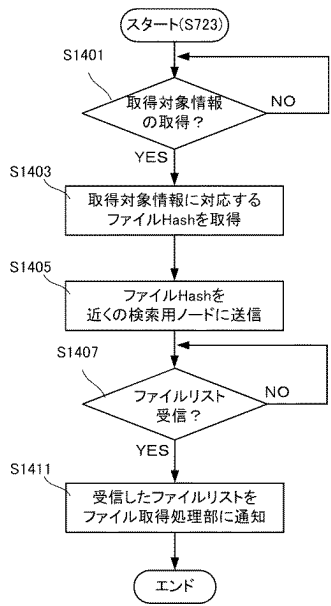 スタート(S723)
S1401
取得対象情報
の取得?
NO
YES
S1403
取得対象情報に対応する
ファイルHashを取得
S1405
ファイルHashを
近くの検索用ノードに送信
S1407
ファイルリスト
受信?
NO
YES
S1411
受信したファイルリストを
ファイル取得処理部に通知
エンド